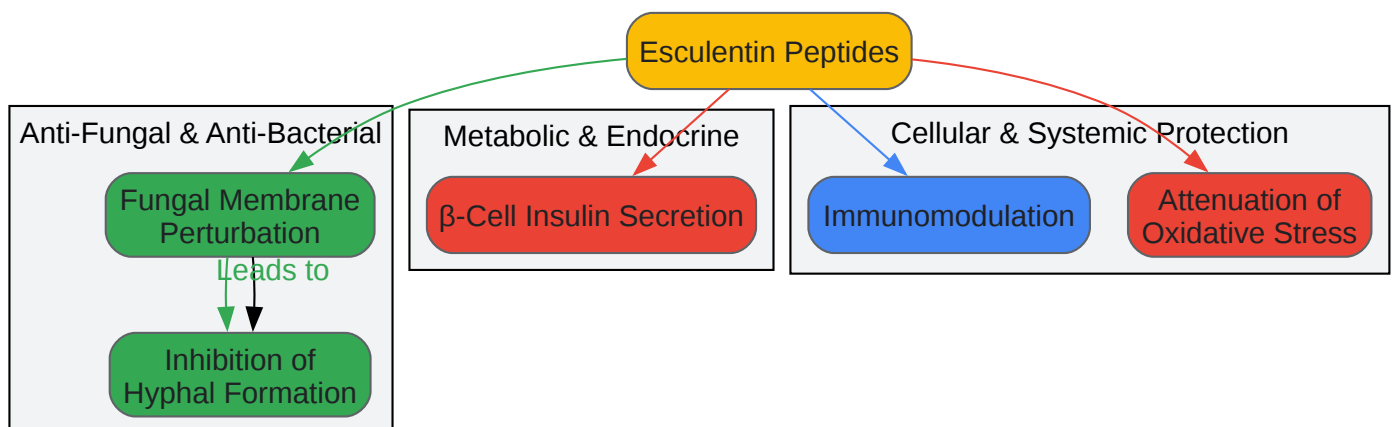 Esculentin Peptides
Anti-Fungal & Anti-Bacterial
Metabolic & Endocrine
Cellular & Systemic Protection
Fungal Membrane
Perturbation
β-Cell Insulin Secretion
Immunomodulation
Attenuation of
Oxidative Stress
Leads to
Inhibition of
Hyphal Formation